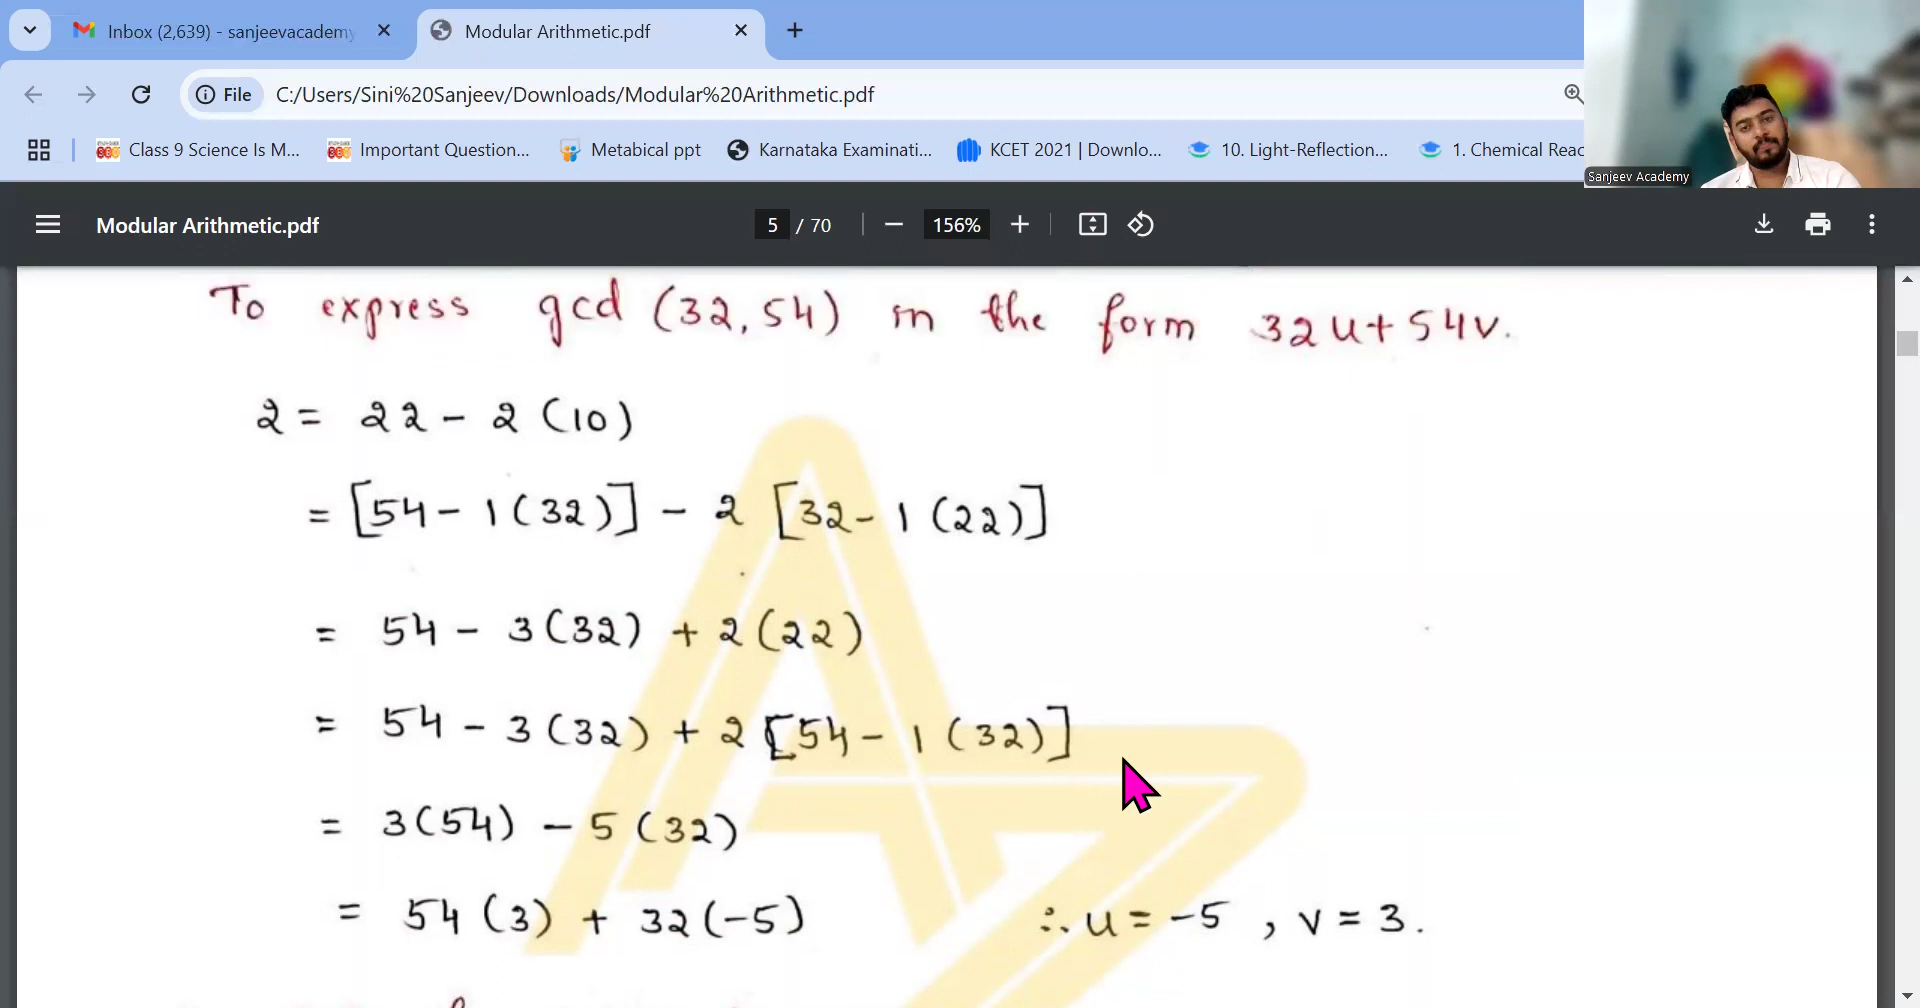 Inbox (2,639) - sanjeevacademy
Modular Arithmetic.pdf
File C:/Users/Sini%20Sanjeev/Downloads/Modular%20Arithmetic.pdf
Class 9 Science Is M... Important Question... Metabical ppt Karnataka Examinati... KCET 2021 | Downlo... 10. Light-Reflection... 1. Chemical Reac
Sanjeev Academy
Modular Arithmetic.pdf 5 / 70 156%
To express gcd (32,54) in the form 32u+54v.
2 = 22 - 2 (10)
= [54 - 1 (32)] - 2 [32 - 1 (22)]
= 54 - 3(32) + 2(22)
= 54 - 3(32) + 2 [54 - 1 (32)]
= 3(54) - 5(32)
= 54 (3) + 32(-5) ∴ u = -5 , v = 3.